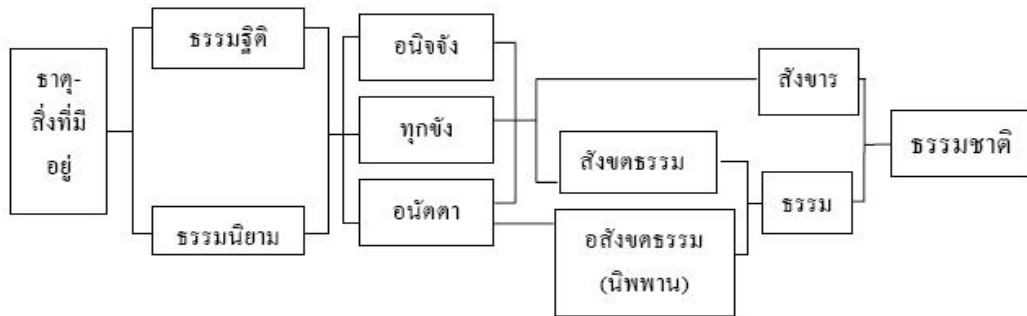 ธาตุ-
สิ่งที่มี
อยู่
ธรรมฐิติ
ธรรมนิยาม
อนิจจัง
ทุกขัง
อนัตตา
สังขาร
สังขตธรรม
อสังขตธรรม
(นิพพาน)
ธรรม
ธรรมชาติ